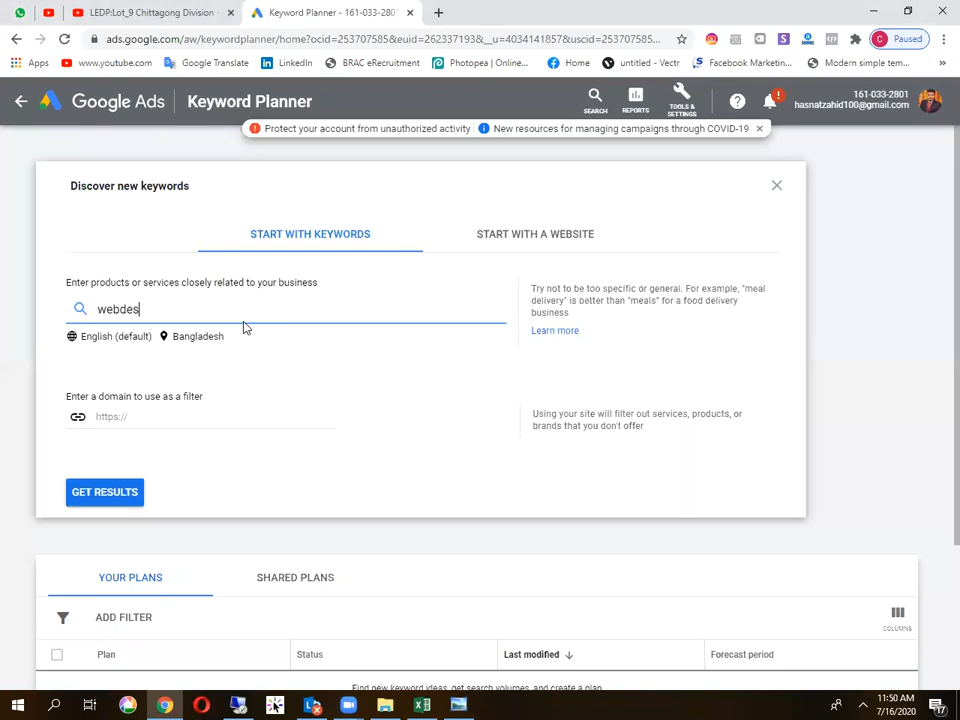 LEDP:Lot_9 Chittagong Division -
Keyword Planner - 161-033-280
ads.google.com/aw/keywordplanner/home?ocid=253707585&euid=262337193&__u=4034141857&uscid=253707585...
Paused
Apps
www.youtube.com
Google Translate
LinkedIn
BRAC eRecruitment
Photopea | Online...
Home
untitled - Vectr
Facebook Marketing...
Modern simple tem...
Google Ads
Keyword Planner
SEARCH
REPORTS
TOOLS &
SETTINGS
161-033-2801
hasnatzahid100@gmail.com
Protect your account from unauthorized activity
New resources for managing campaigns through COVID-19
Discover new keywords
START WITH KEYWORDS
START WITH A WEBSITE
Enter products or services closely related to your business
webdes
English (default)
Bangladesh
Try not to be too specific or general. For example, "meal
delivery" is better than "meals" for a food delivery
business
Learn more
Enter a domain to use as a filter
https://
Using your site will filter out services, products, or
brands that you don't offer
GET RESULTS
YOUR PLANS
SHARED PLANS
ADD FILTER
COLUMNS
Plan
Status
Last modified
Forecast period
Find new keyword ideas, get search volumes, and create a plan
11:50 AM
7/16/2020
17